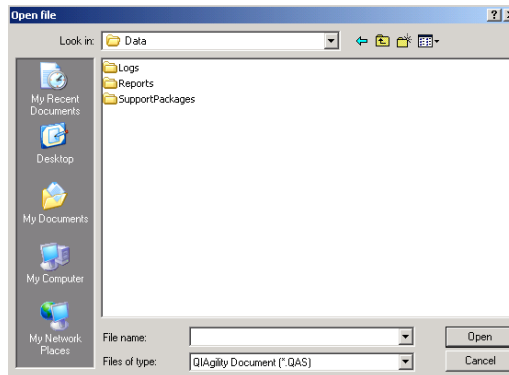 Open file
Look in: Data
Logs
Reports
SupportPackages
My Recent
Documents
Desktop
My Documents
My Computer
My Network
Places
File name:
Open
Files of type: QIAgility Document (*.QAS)
Cancel